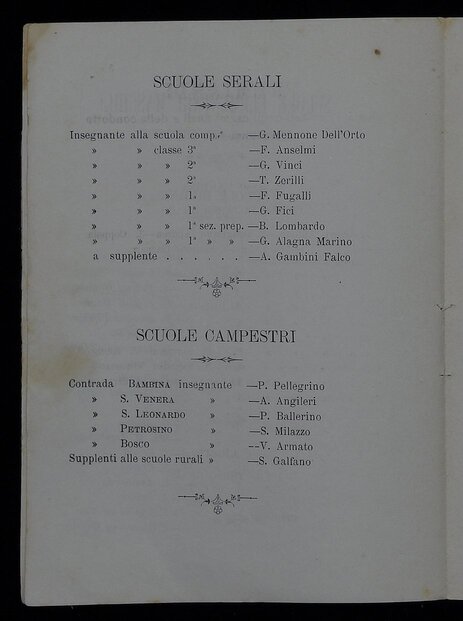 SCUOLE SERALI
Insegnante alla scuola comp.ª —G. Mennone Dell'Orto
» » classe 3ª —F. Anselmi
» » » 2ª —G. Vinci
» » » 2ª —T. Zerilli
» » » 1ª —F. Fugalli
» » » 1ª —G. Fici
» » » 1ª sez. prep. —B. Lombardo
» » » 1ª » » —G. Alagna Marino
a supplente . . . . . . —A. Gambini Falco
SCUOLE CAMPESTRI
Contrada BAMBINA insegnante —P. Pellegrino
» S. VENERA » —A. Angileri
» S. LEONARDO » —P. Ballerino
» PETROSINO » —S. Milazzo
» BOSCO » --V. Armato
Supplenti alle scuole rurali » —S. Galfano